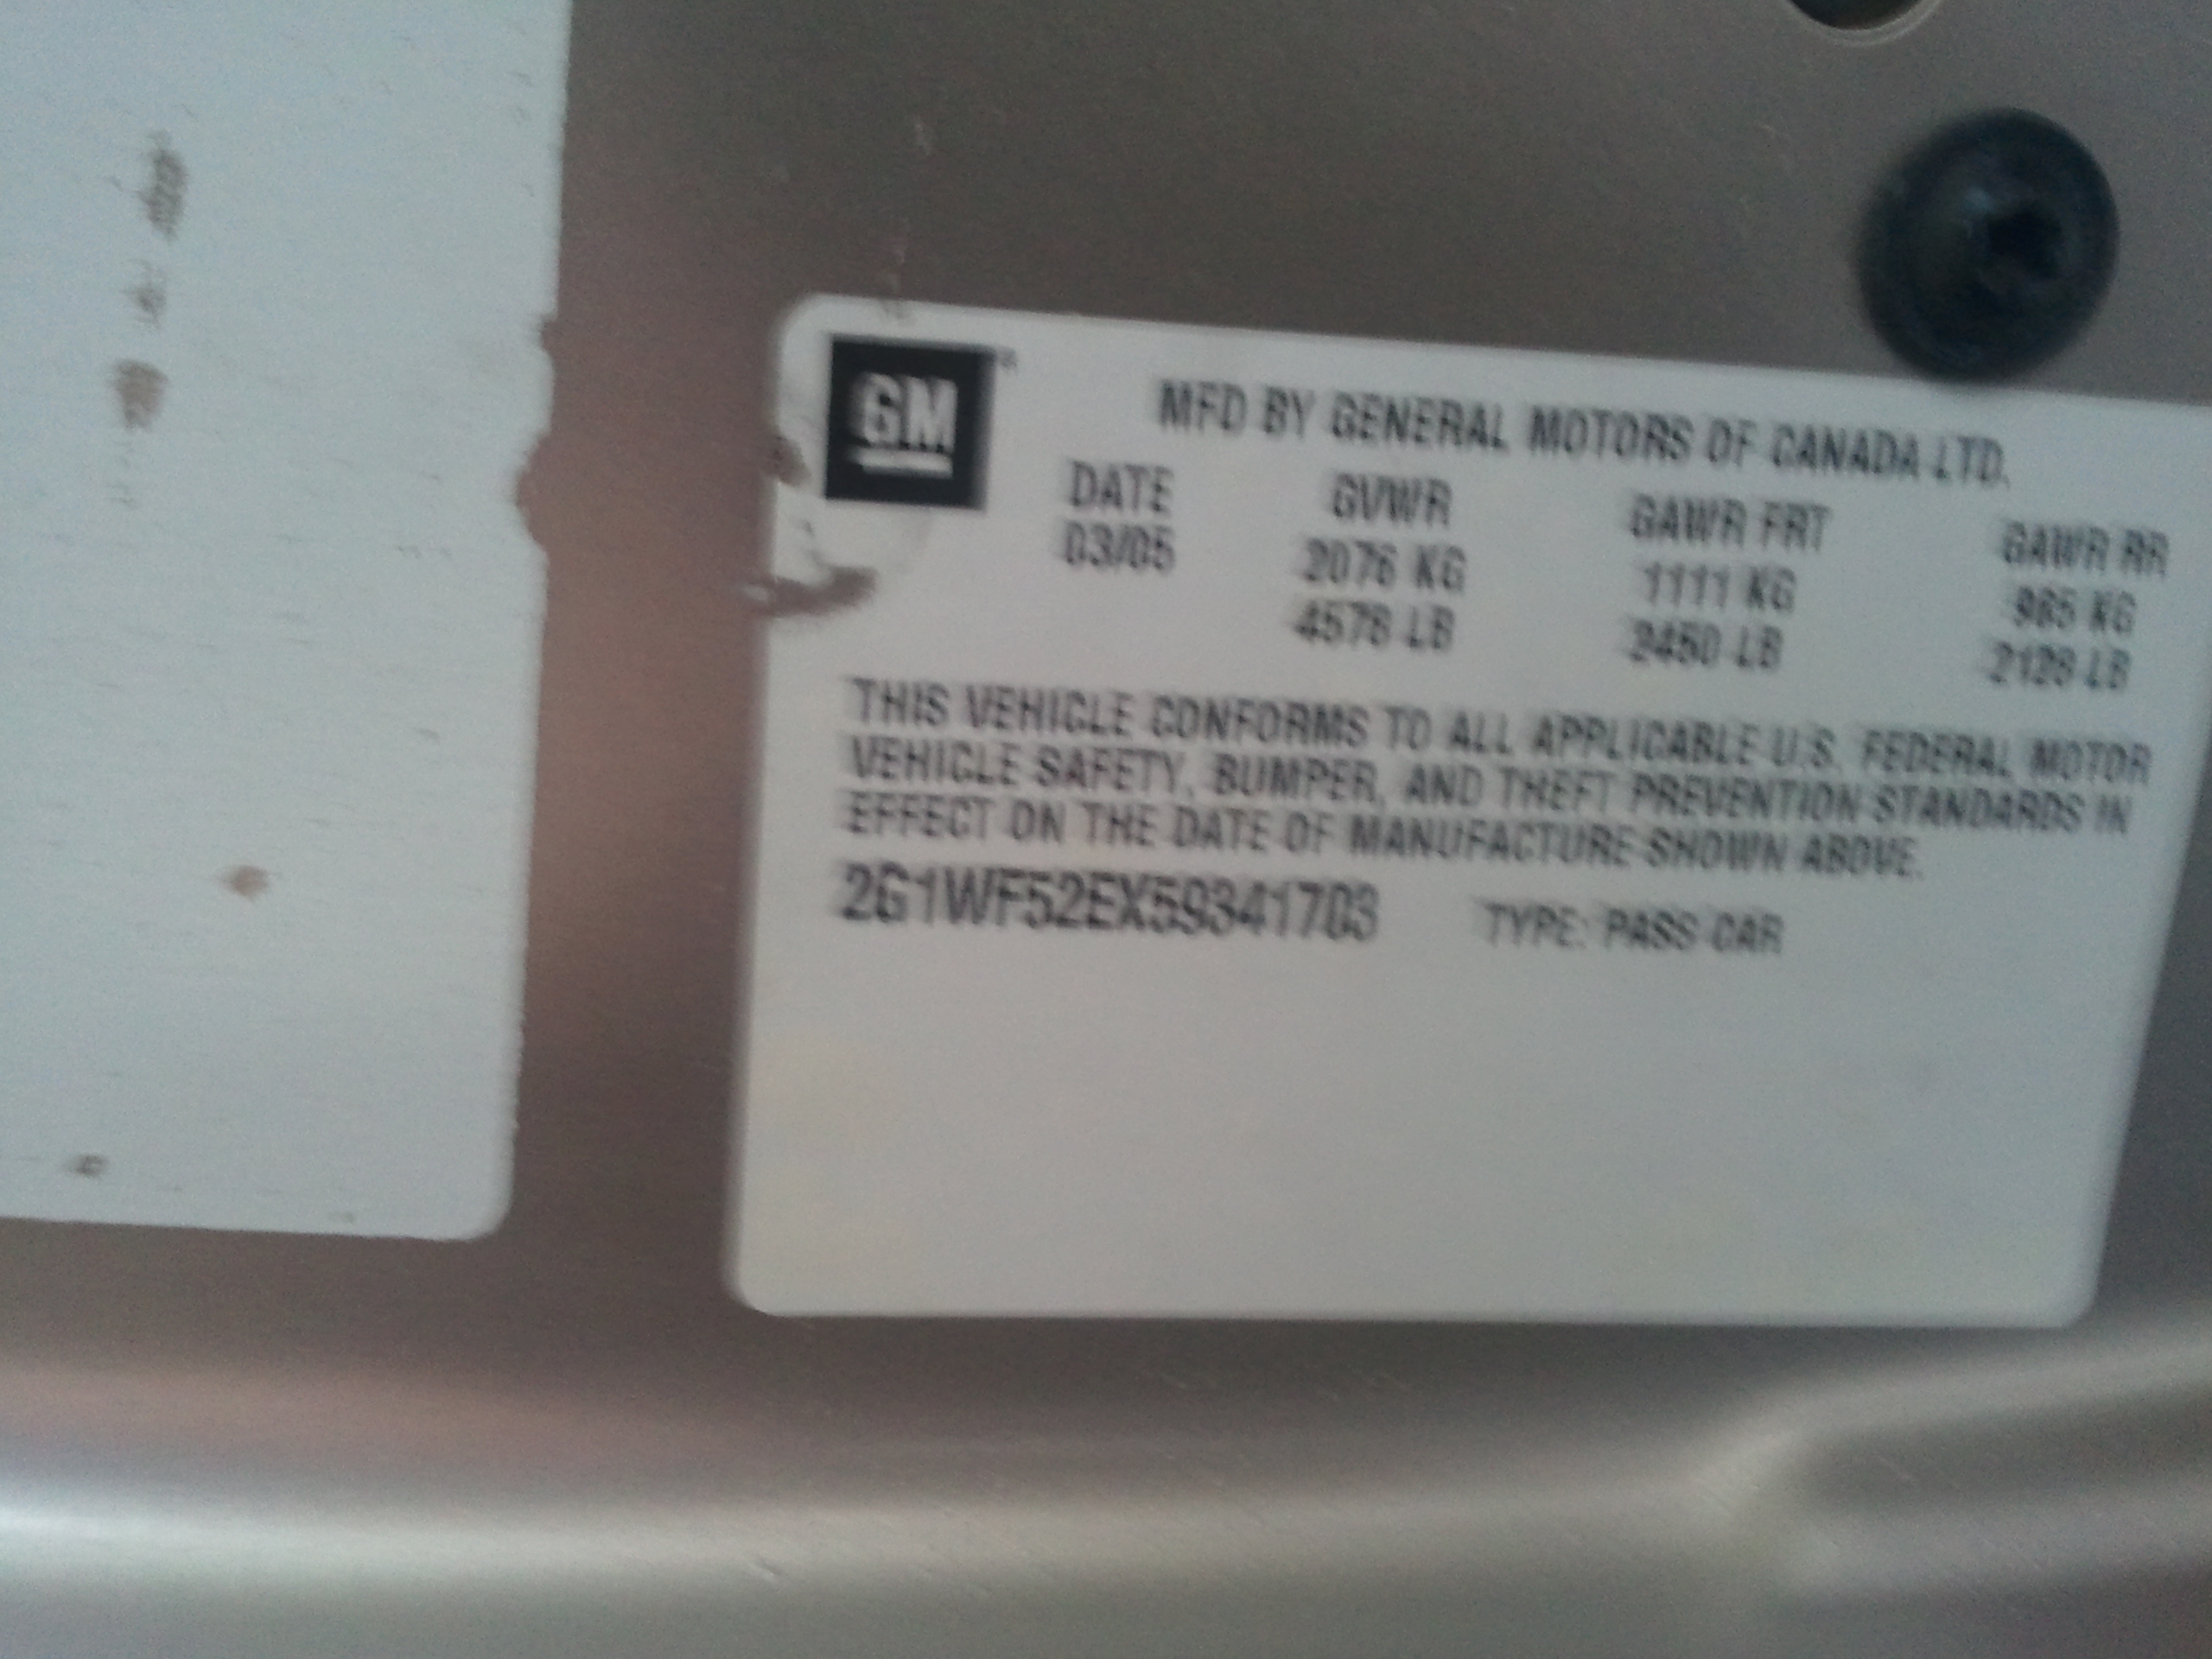 GM
MFD BY GENERAL MOTORS OF CANADA LTD.
DATE GVWR GAWR FRT GAWR RR
03/05 2076 KG 1111 KG 965 KG
4578 LB 2450 LB 2128 LB
THIS VEHICLE CONFORMS TO ALL APPLICABLE U.S. FEDERAL MOTOR
VEHICLE SAFETY, BUMPER, AND THEFT PREVENTION STANDARDS IN
EFFECT ON THE DATE OF MANUFACTURE SHOWN ABOVE.
2G1WF52EX59341703 TYPE: PASS CAR